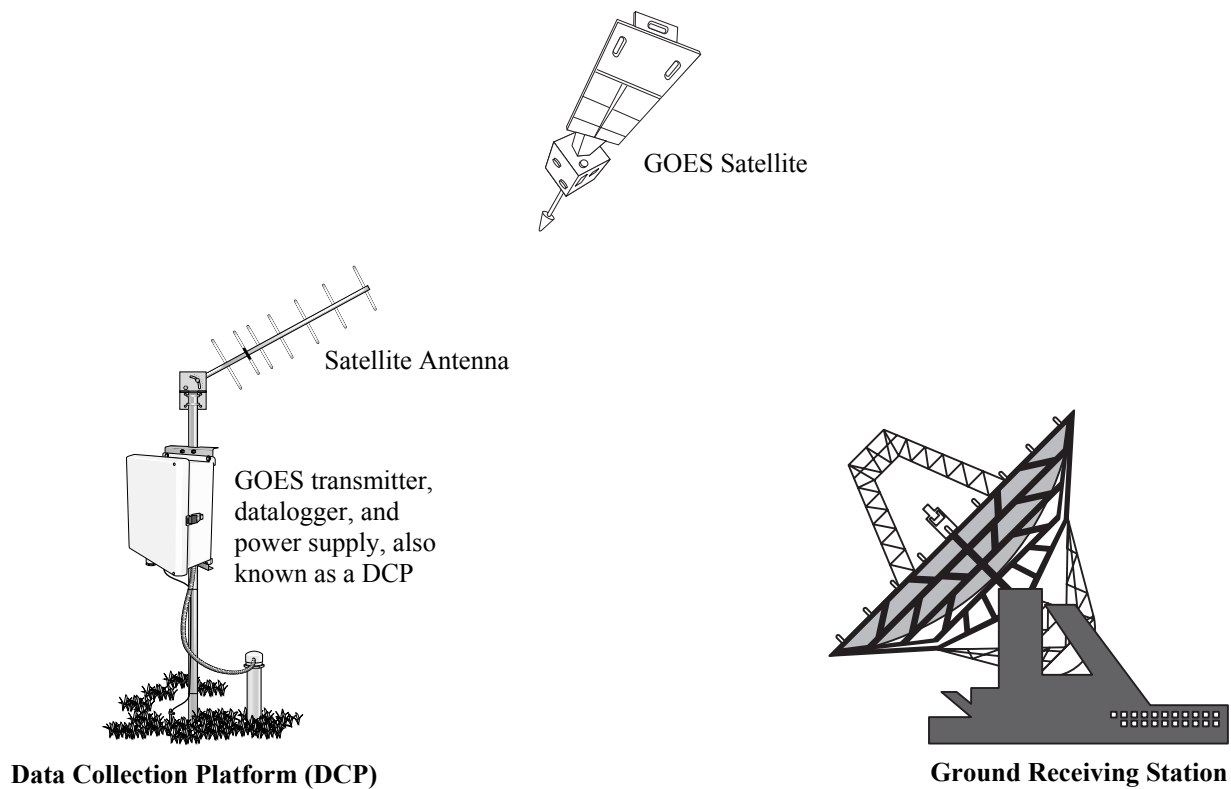 GOES Satellite
Satellite Antenna
GOES transmitter,
datalogger, and
power supply, also
known as a DCP
Data Collection Platform (DCP)
Ground Receiving Station